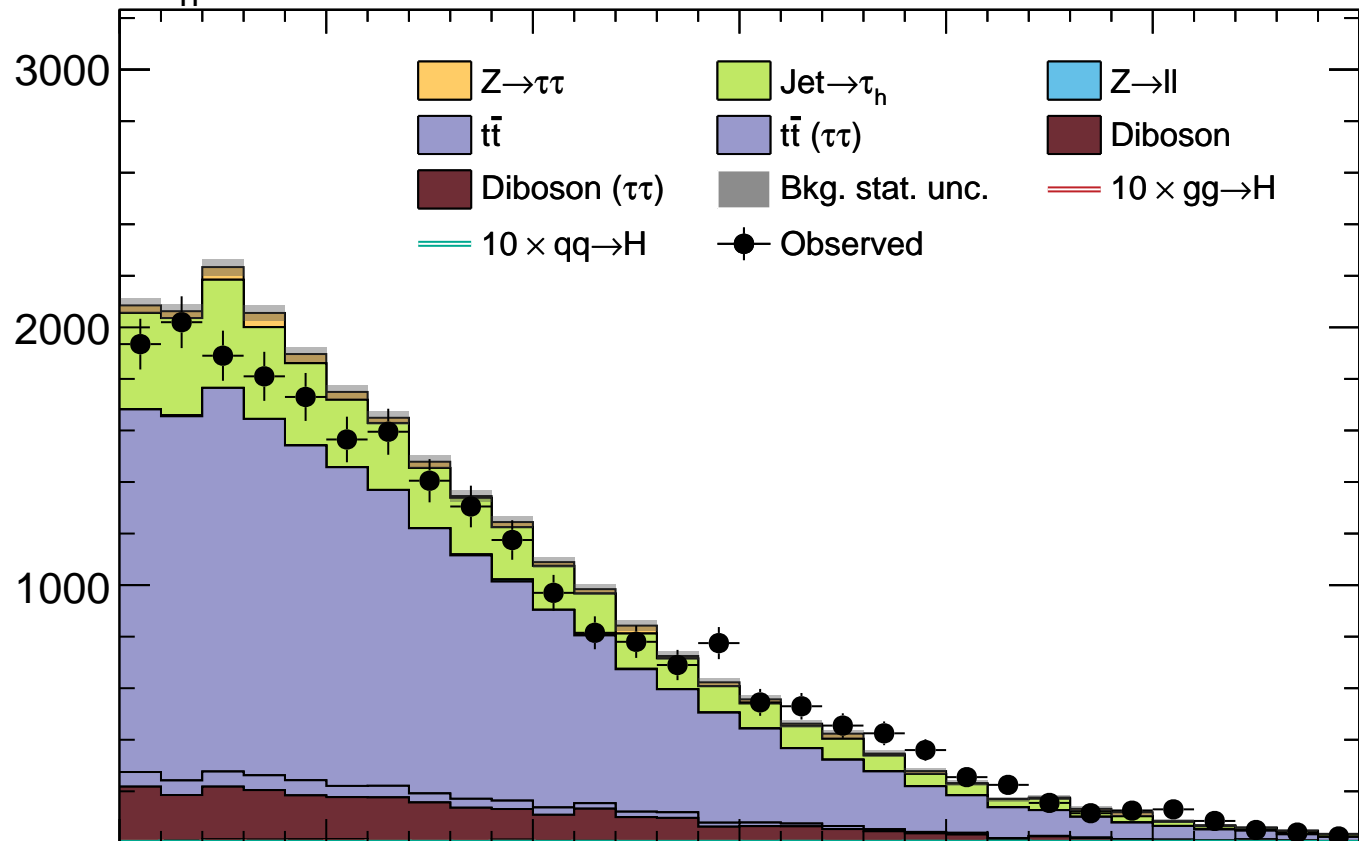 3000
Z→ττ Jet→τh Z→ll
tt̄ tt̄ (ττ) Diboson
Diboson (ττ) Bkg. stat. unc. 10 × gg→H
10 × qq→H Observed
2000
1000